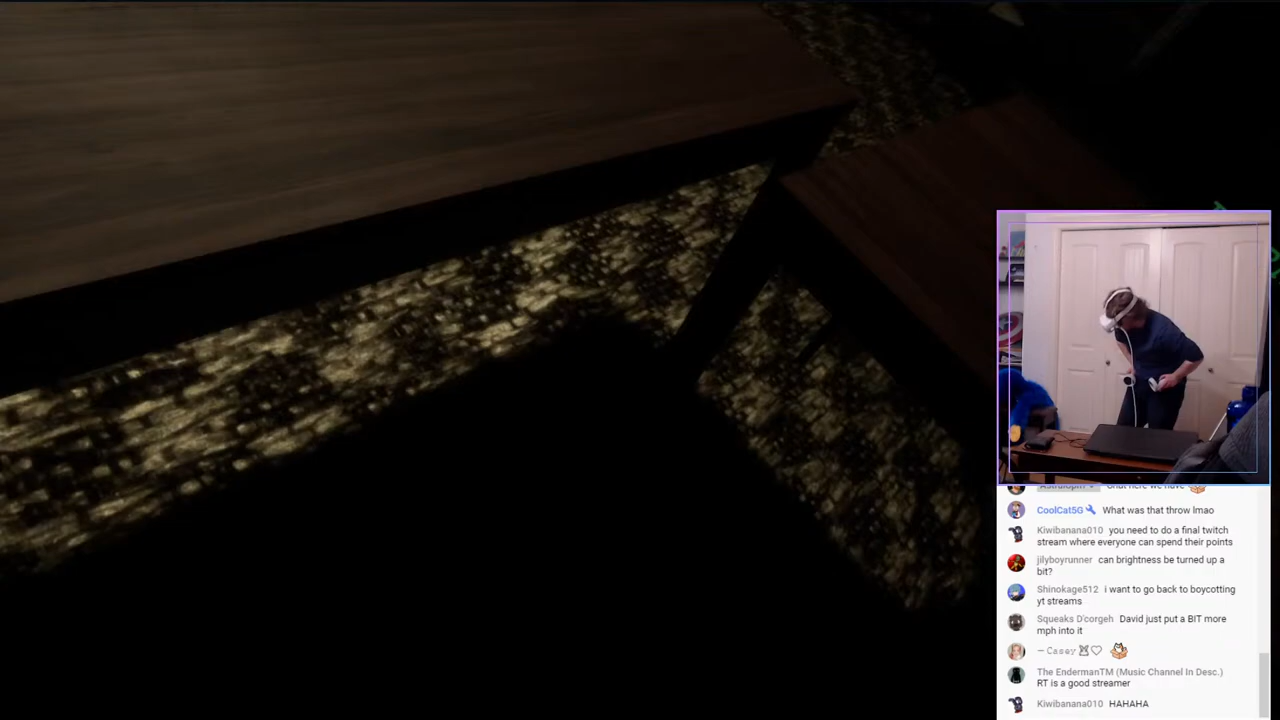 CoolCat5G What was that throw lmao
Kiwibanana010 you need to do a final twitch
stream where everyone can spend their points
jilyboyrunner can brightness be turned up a
bit?
Shinokage512 i want to go back to boycotting
yt streams
Squeaks D'corgeh David just put a BIT more
mph into it
— Casey
The EndermanTM (Music Channel In Desc.)
RT is a good streamer
Kiwibanana010 HAHAHA